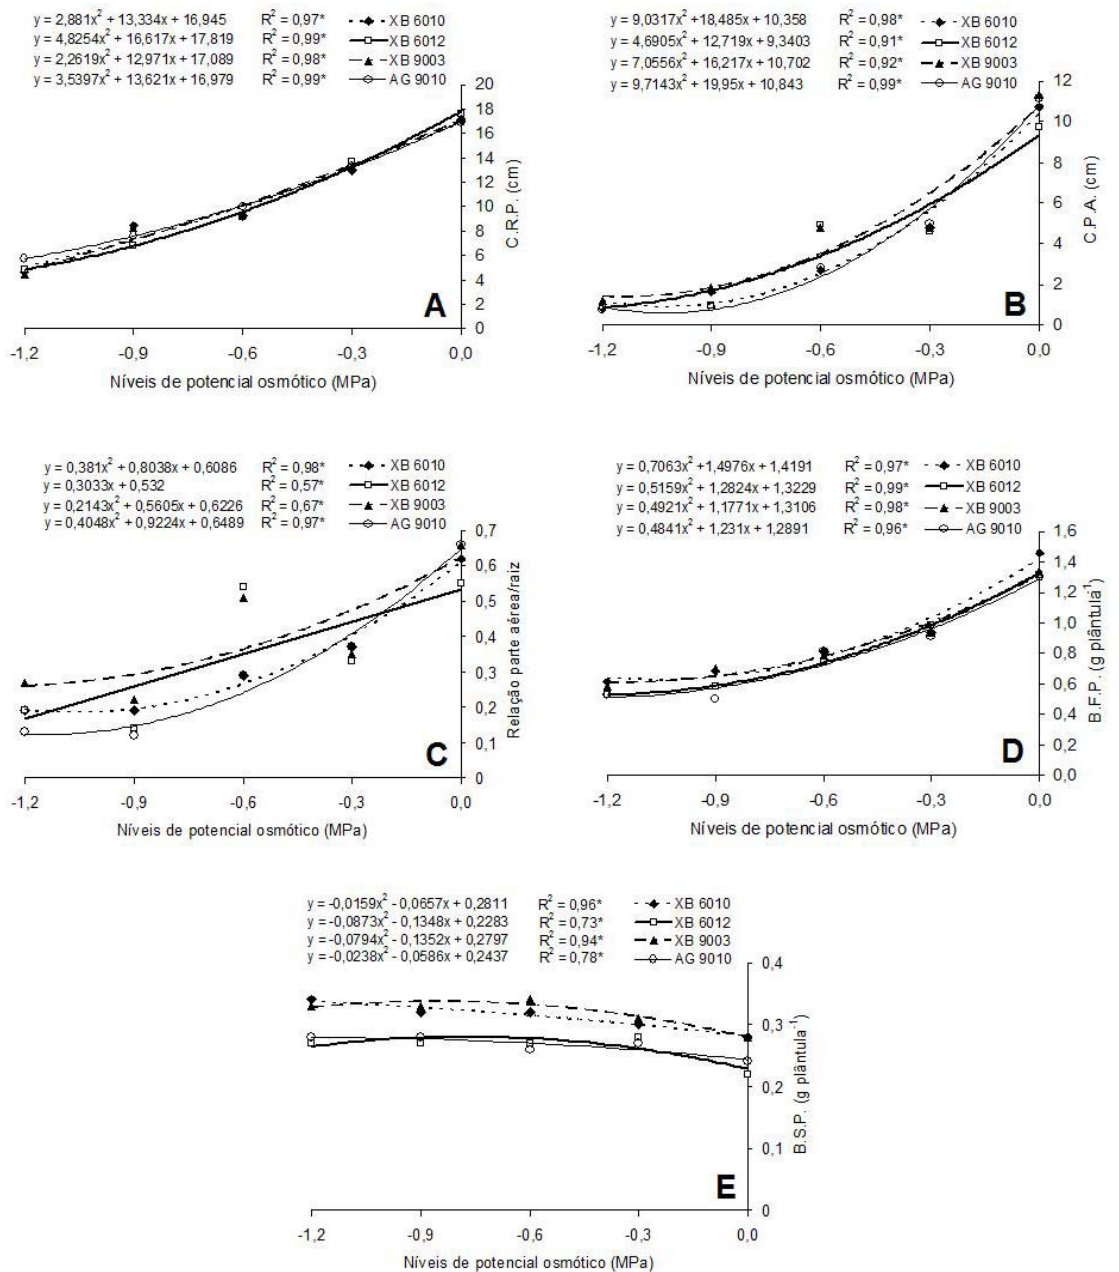 y = 2,881x² + 13,334x + 16,945 R² = 0,97* XB 6010
y = 4,8254x² + 16,617x + 17,819 R² = 0,99* XB 6012
y = 2,2619x² + 12,971x + 17,089 R² = 0,98* XB 9003
y = 3,5397x² + 13,621x + 16,979 R² = 0,99* AG 9010
20
18
16
14
12
10
8
6
4
2
0
C.R.P. (cm)
A
-1,2 -0,9 -0,6 -0,3 0,0
Níveis de potencial osmótico (MPa)
y = 9,0317x² +18,485x + 10,358 R² = 0,98* XB 6010
y = 4,6905x² + 12,719x + 9,3403 R² = 0,91* XB 6012
y = 7,0556x² + 16,217x + 10,702 R² = 0,92* XB 9003
y = 9,7143x² + 19,95x + 10,843 R² = 0,99* AG 9010
12
10
8
6
4
2
0
C.P.A. (cm)
B
-1,2 -0,9 -0,6 -0,3 0,0
Níveis de potencial osmótico (MPa)
y = 0,381x² + 0,8038x + 0,6086 R² = 0,98* XB 6010
y = 0,3033x + 0,532 R² = 0,57* XB 6012
y = 0,2143x² + 0,5605x + 0,6226 R² = 0,67* XB 9003
y = 0,4048x² + 0,9224x + 0,6489 R² = 0,97* AG 9010
0,7
0,6
0,5
0,4
0,3
0,2
0,1
0
Relação parte aérea/raiz
C
-1,2 -0,9 -0,6 -0,3 0,0
Níveis de potencial osmótico (MPa)
y = 0,7063x² + 1,4976x + 1,4191 R² = 0,97* XB 6010
y = 0,5159x² + 1,2824x + 1,3229 R² = 0,99* XB 6012
y = 0,4921x² + 1,1771x + 1,3106 R² = 0,98* XB 9003
y = 0,4841x² + 1,231x + 1,2891 R² = 0,96* AG 9010
1,6
1,4
1,2
1,0
0,8
0,6
0,4
0,2
0,0
B.F.P. (g plântula⁻¹)
D
-1,2 -0,9 -0,6 -0,3 0,0
Níveis de potencial osmótico (MPa)
y = -0,0159x² - 0,0657x + 0,2811 R² = 0,96* XB 6010
y = -0,0873x² - 0,1348x + 0,2283 R² = 0,73* XB 6012
y = -0,0794x² - 0,1352x + 0,2797 R² = 0,94* XB 9003
y = -0,0238x² - 0,0586x + 0,2437 R² = 0,78* AG 9010
0,4
0,3
0,2
0,1
0
B.S.P. (g plântula⁻¹)
E
-1,2 -0,9 -0,6 -0,3 0,0
Níveis de potencial osmótico (MPa)